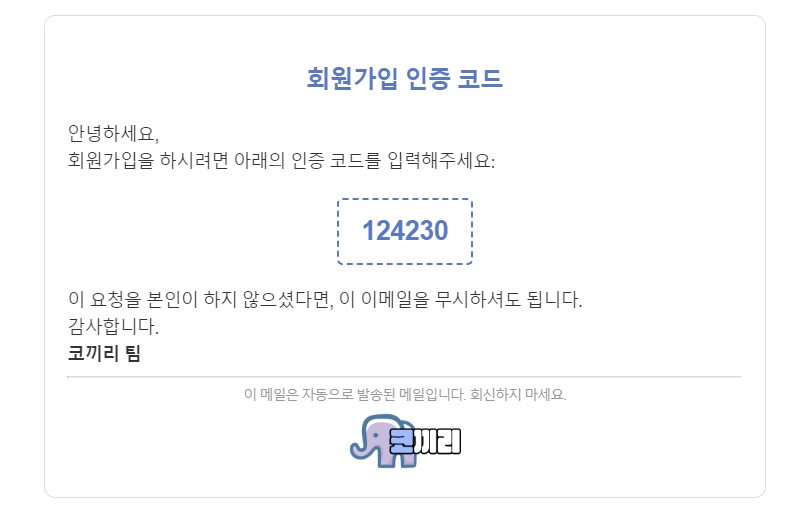 회원가입 인증 코드
안녕하세요,
회원가입을 하시려면 아래의 인증 코드를 입력해주세요:
124230
이 요청을 본인이 하지 않으셨다면, 이 이메일을 무시하셔도 됩니다.
감사합니다.
코끼리 팀
이 메일은 자동으로 발송된 메일입니다. 회신하지 마세요.
코끼리